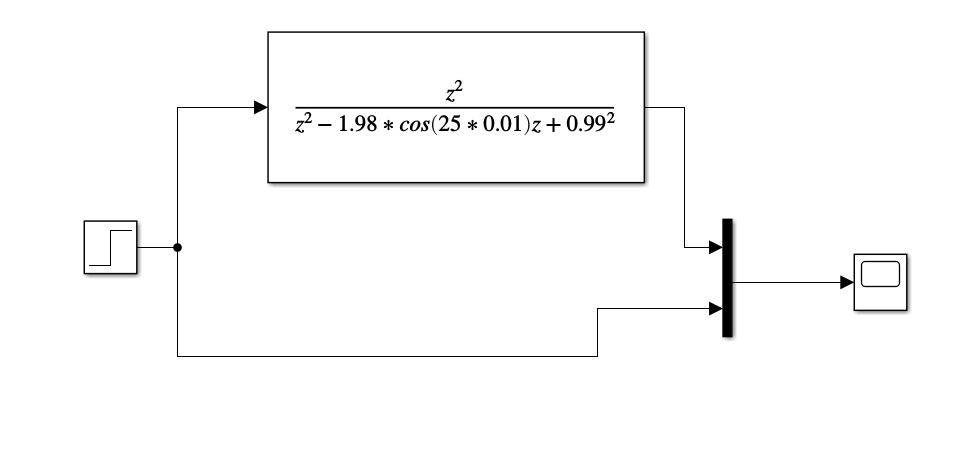 z²
z² − 1.98 * cos(25 * 0.01)z + 0.99²